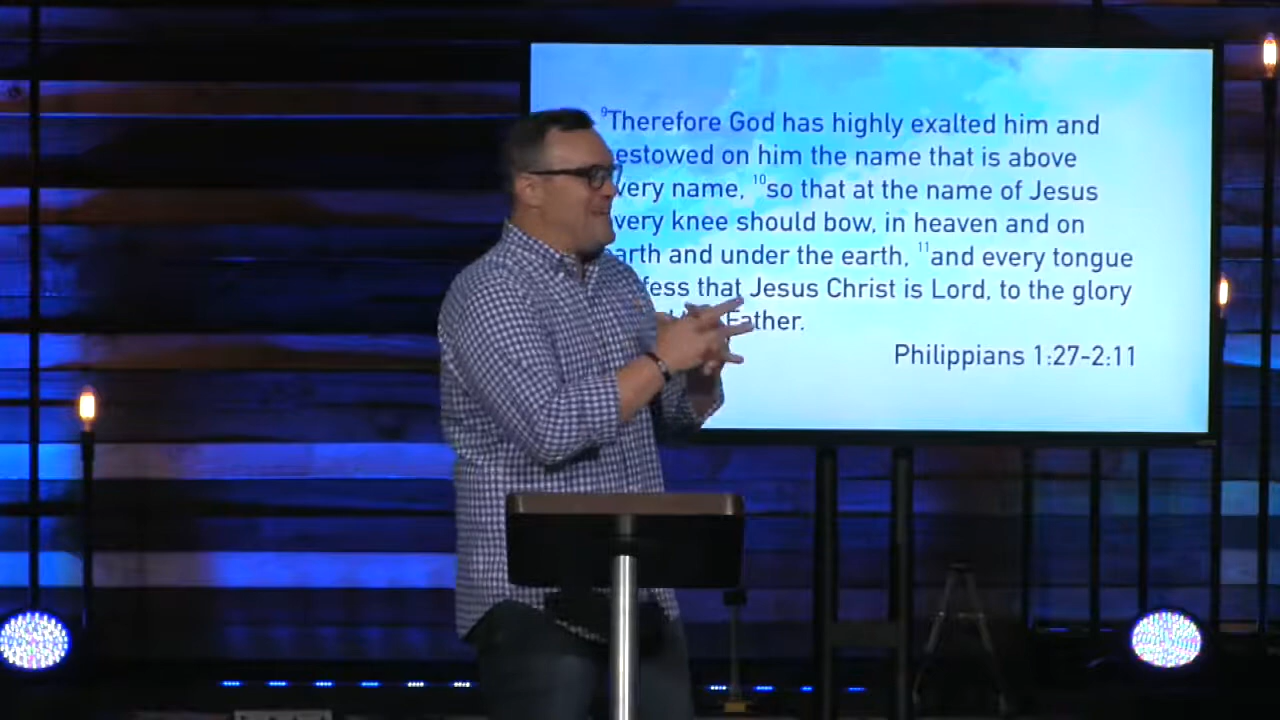 ⁹Therefore God has highly exalted him and
estowed on him the name that is above
very name, ¹⁰so that at the name of Jesus
very knee should bow, in heaven and on
arth and under the earth, ¹¹and every tongue
fess that Jesus Christ is Lord, to the glory
Father.
Philippians 1:27-2:11